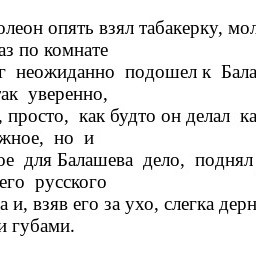 олеон опять взял табакерку, мол
аз по комнате
г неожиданно подошел к Бала
ак уверенно,
, просто, как будто он делал ка
жное, но и
ое для Балашева дело, поднял
его русского
а и, взяв его за ухо, слегка дерн
и губами.